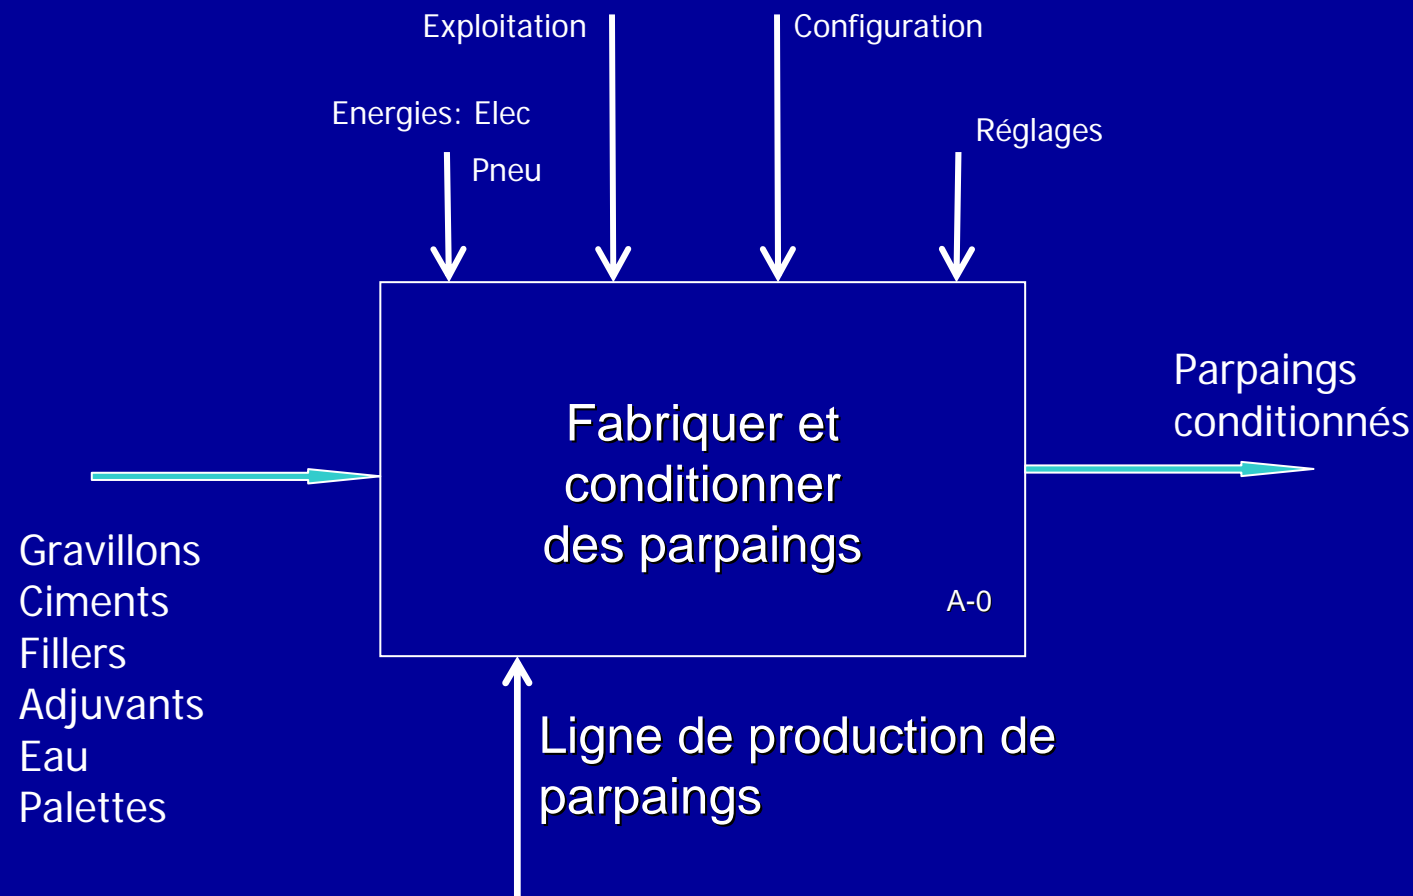 Exploitation
Configuration
Energies: Elec
Pneu
Réglages
Parpaings
conditionnés
Fabriquer et
conditionner
des parpaings
A-0
Gravillons
Ciments
Fillers
Adjuvants
Eau
Palettes
Ligne de production de
parpaings